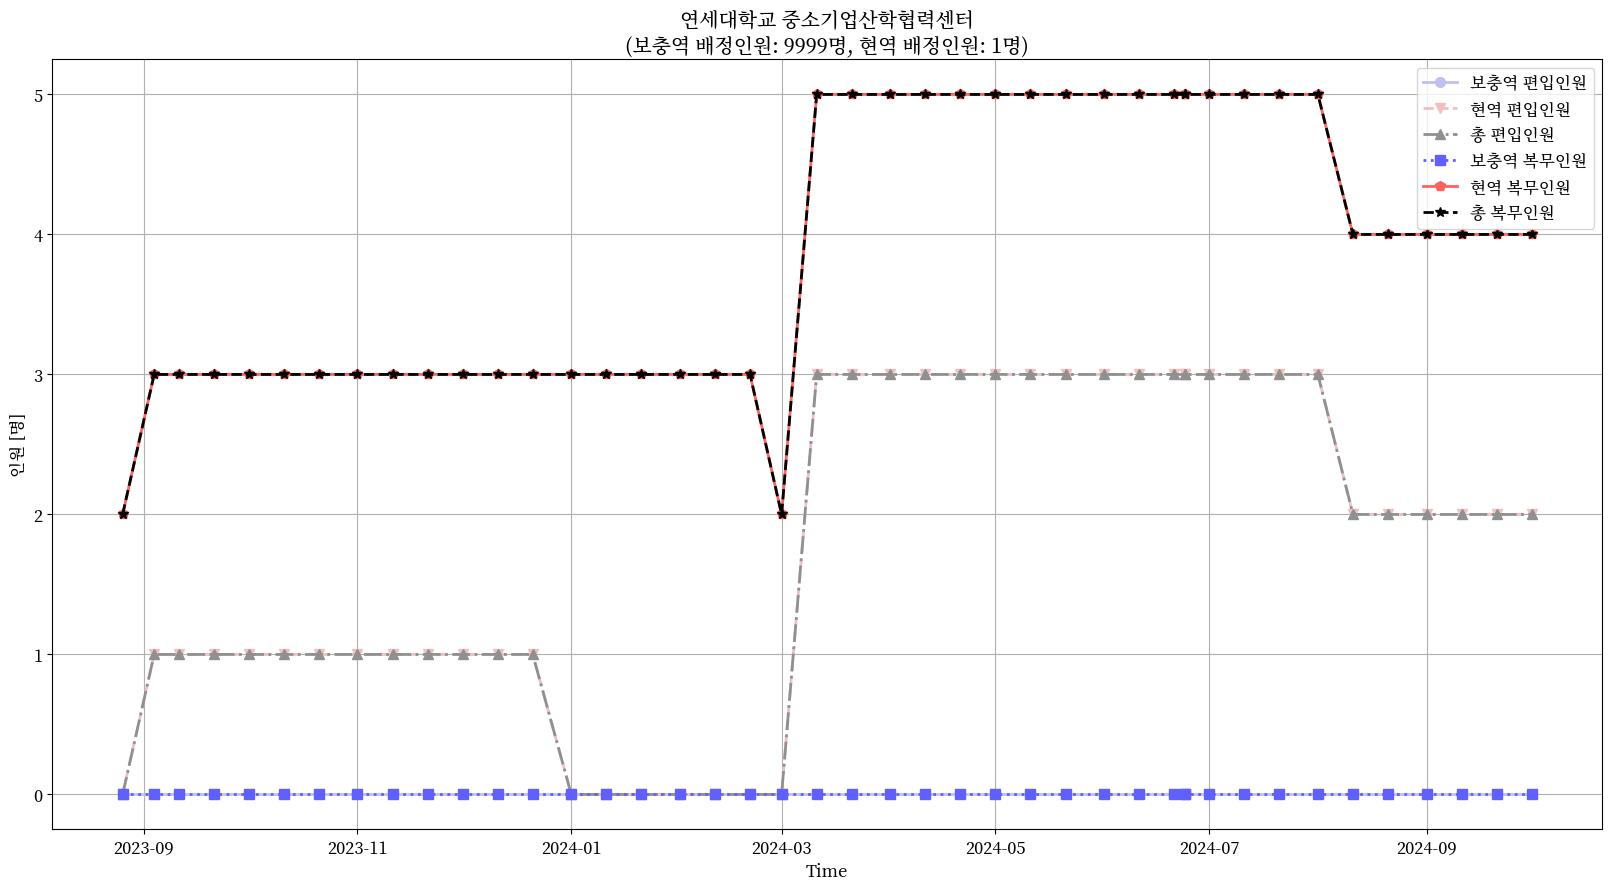 연세대학교 중소기업산학협력센터
(보충역 배정인원: 9999명, 현역 배정인원: 1명)
보충역 편입인원
현역 편입인원
총 편입인원
보충역 복무인원
현역 복무인원
총 복무인원
인원 [명]
5
4
3
2
1
0
2023-09
2023-11
2024-01
2024-03
2024-05
2024-07
2024-09
Time